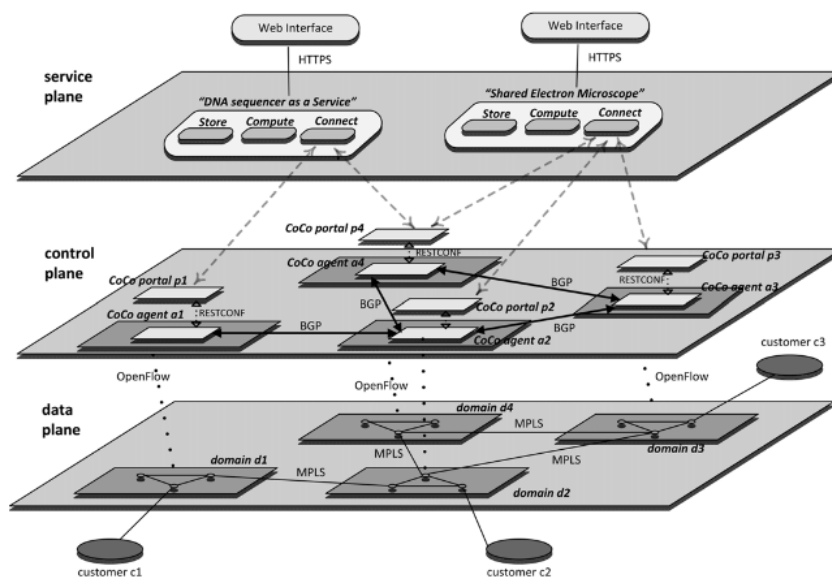 Web Interface
Web Interface
HTTPS
HTTPS
service
plane
"DNA sequencer as a Service"
"Shared Electron Microscope"
Store
Compute
Connect
Store
Compute
Connect
CoCo portal p4
control
plane
RESTCONF
CoCo portal p3
CoCo agent a4
RESTCONF
CoCo portal p1
CoCo agent a3
BGP
CoCo portal p2
CoCo agent a1
RESTCONF
BGP
BGP
CoCo agent a2
customer c3
OpenFlow
OpenFlow
OpenFlow
data
plane
domain d4
MPLS
domain d3
MPLS
MPLS
domain d1
MPLS
domain d2
customer c1
customer c2